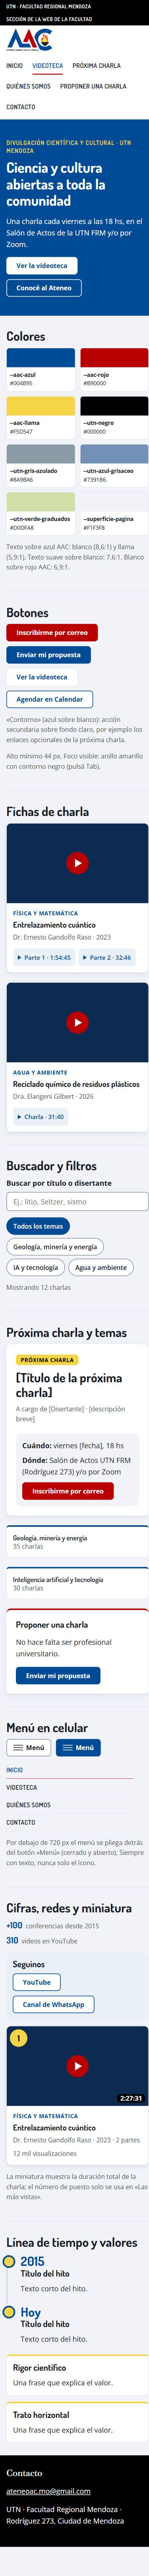 UTN · FACULTAD REGIONAL MENDOZA
SECCIÓN DE LA WEB DE LA FACULTAD
AAC
INICIO VIDEOTECA PRÓXIMA CHARLA
QUIÉNES SOMOS PROPONER UNA CHARLA
CONTACTO
DIVULGACIÓN CIENTÍFICA Y CULTURAL · UTN
MENDOZA
Ciencia y cultura
abiertas a toda la
comunidad
Una charla cada viernes a las 18 hs, en el
Salón de Actos de la UTN FRM y/o por
Zoom.
Ver la videoteca
Conocé al Ateneo
Colores
--aac-azul
#004B95
--aac-rojo
#B90000
--aac-llama
#F5D547
--utn-negro
#000000
--utn-gris-azulado
#8A9BA6
--utn-azul-grisaceo
#7391B6
--utn-verde-graduados
#D0DFA8
--superficie-pagina
#F1F3F8
Texto sobre azul AAC: blanco (8,6:1) y llama
(5,9:1). Texto suave sobre blanco: 7,6:1. Blanco
sobre rojo AAC: 6,9:1.
Botones
Inscribirme por correo
Enviar mi propuesta
Ver la videoteca
Agendar en Calendar
«Contorno» (azul sobre blanco): acción
secundaria sobre fondo claro, por ejemplo los
enlaces opcionales de la próxima charla.
Alto mínimo 44 px. Foco visible: anillo amarillo
con contorno negro (pulsá Tab).
Fichas de charla
FÍSICA Y MATEMÁTICA
Entrelazamiento cuántico
Dr. Ernesto Gandolfo Raso · 2023
Parte 1 · 1:54:45 Parte 2 · 32:46
AGUA Y AMBIENTE
Reciclado químico de residuos plásticos
Dra. Elangeni Gilbert · 2026
Charla · 31:40
Buscador y filtros
Buscar por título o disertante
Ej.: litio, Seltzer, sismo
Todos los temas
Geología, minería y energía
IA y tecnología Agua y ambiente
Mostrando 12 charlas
Próxima charla y temas
PRÓXIMA CHARLA
[Título de la próxima
charla]
A cargo de [Disertante] · [descripción
breve]
Cuándo: viernes [fecha], 18 hs
Dónde: Salón de Actos UTN FRM
(Rodríguez 273) y/o por Zoom
Inscribirme por correo
Geología, minería y energía
35 charlas
Inteligencia artificial y tecnología
30 charlas
Proponer una charla
No hace falta ser profesional
universitario.
Enviar mi propuesta
Menú en celular
Menú Menú
INICIO
VIDEOTECA
QUIÉNES SOMOS
CONTACTO
Por debajo de 720 px el menú se pliega detrás
del botón «Menú» (cerrado y abierto). Siempre
con texto, nunca solo el ícono.
Cifras, redes y miniatura
+100 conferencias desde 2015
310 videos en YouTube
Seguinos
YouTube
Canal de WhatsApp
1
2:27:31
FÍSICA Y MATEMÁTICA
Entrelazamiento cuántico
Dr. Ernesto Gandolfo Raso · 2023 · 2 partes
12 mil visualizaciones
La miniatura muestra la duración total de la
charla; el número de puesto solo se usa en «Las
más vistas».
Línea de tiempo y valores
2015
Título del hito
Texto corto del hito.
Hoy
Título del hito
Texto corto del hito.
Rigor científico
Una frase que explica el valor.
Trato horizontal
Una frase que explica el valor.
Contacto
ateneoac.mo@gmail.com
UTN · Facultad Regional Mendoza ·
Rodríguez 273, Ciudad de Mendoza